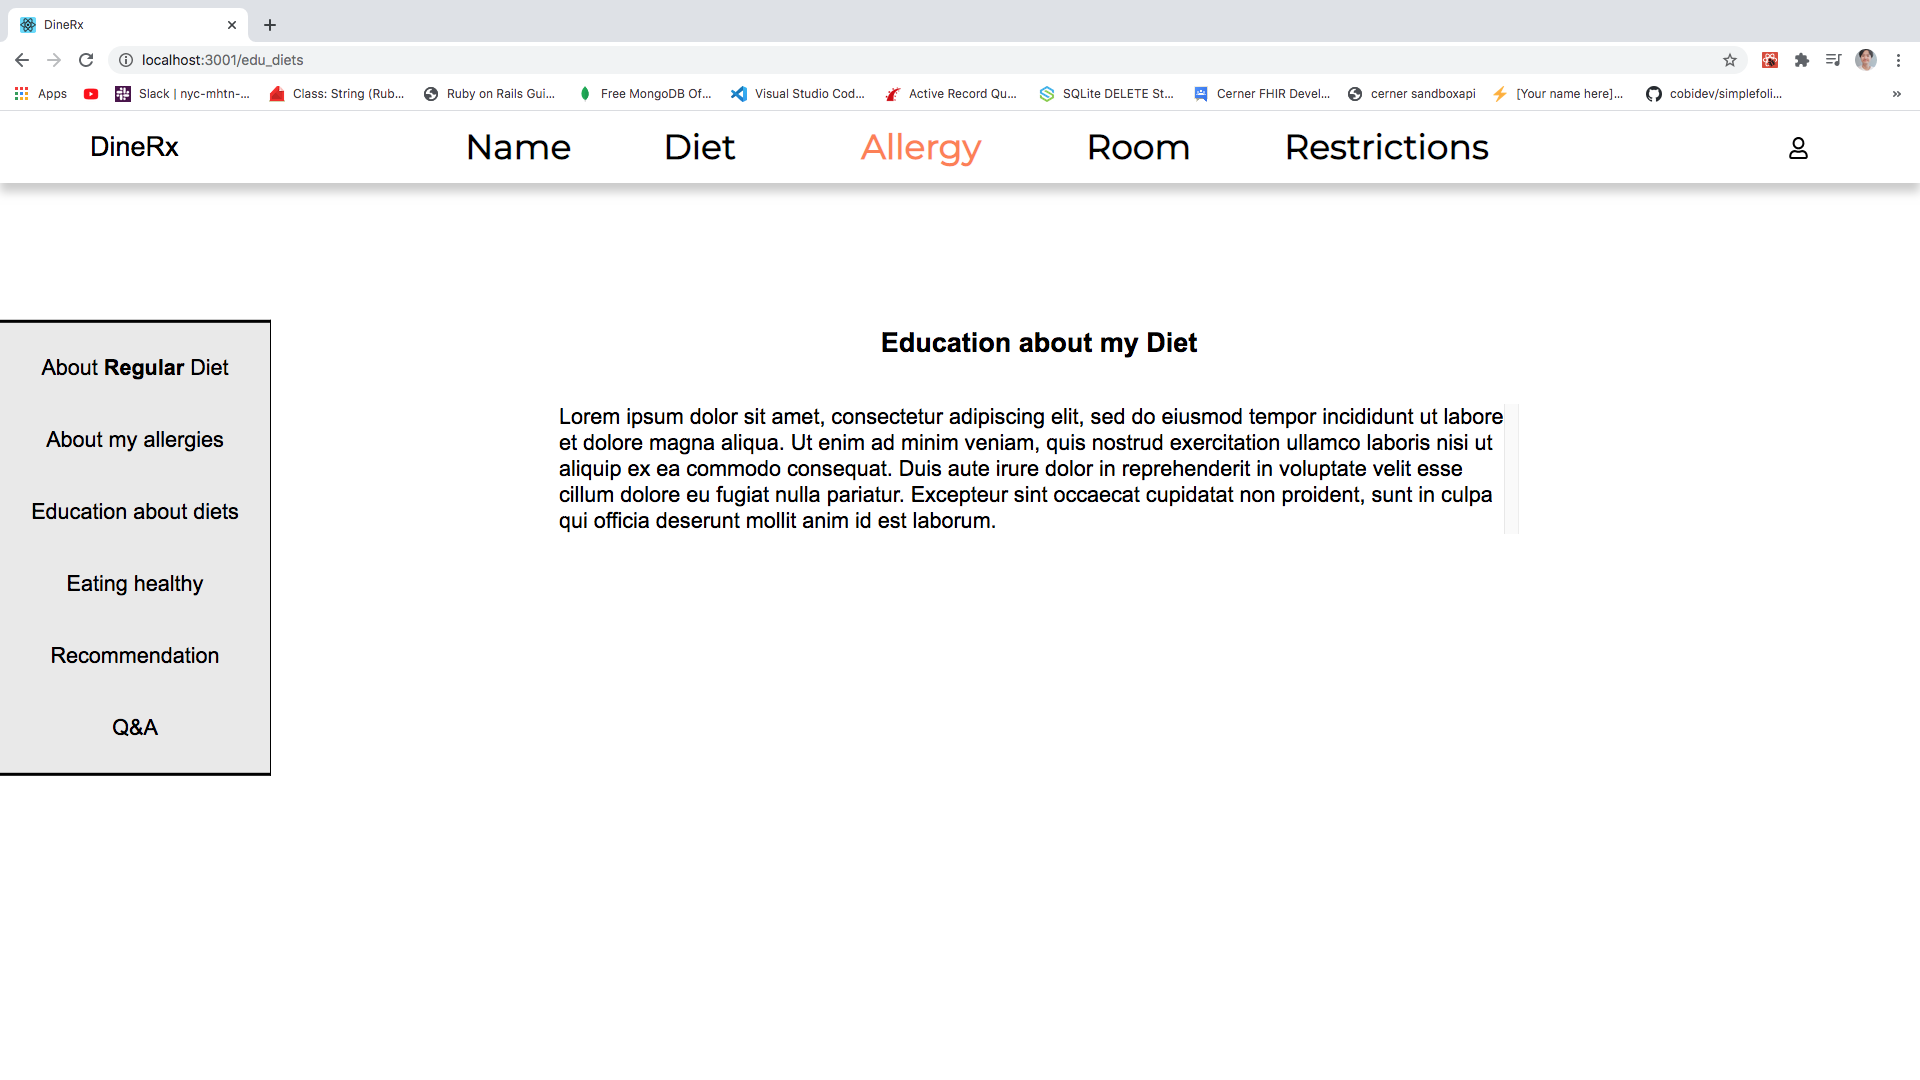 DineRx
localhost:3001/edu_diets
Apps Slack | nyc-mhtn-... Class: String (Rub... Ruby on Rails Gui... Free MongoDB Of... Visual Studio Cod... Active Record Qu... SQLite DELETE St... Cerner FHIR Devel... cerner sandboxapi [Your name here]... cobidev/simplefoli... »
DineRx Name Diet Allergy Room Restrictions
About Regular Diet
About my allergies
Education about diets
Eating healthy
Recommendation
Q&A
Education about my Diet
Lorem ipsum dolor sit amet, consectetur adipiscing elit, sed do eiusmod tempor incididunt ut labore
et dolore magna aliqua. Ut enim ad minim veniam, quis nostrud exercitation ullamco laboris nisi ut
aliquip ex ea commodo consequat. Duis aute irure dolor in reprehenderit in voluptate velit esse
cillum dolore eu fugiat nulla pariatur. Excepteur sint occaecat cupidatat non proident, sunt in culpa
qui officia deserunt mollit anim id est laborum.